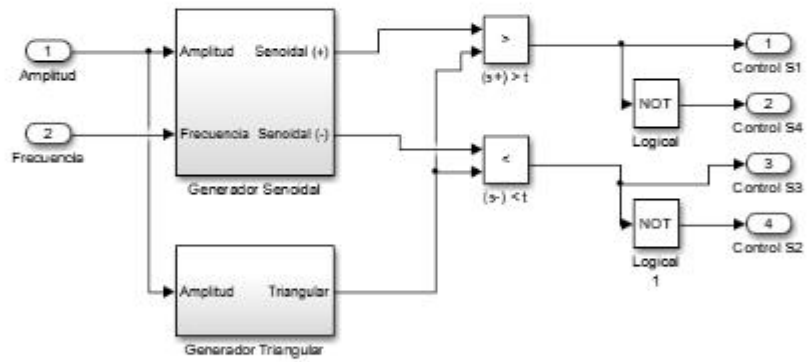 1
Amplitud
2
Frecuencia
Amplitud
Senoidal (+)
Frecuencia
Senoidal (-)
Generador Senoidal
Amplitud
Triangular
Generador Triangular
>
(s+) > t
<
(s-) < t
NOT
Logical
NOT
Logical
1
1
Control S1
2
Control S4
3
Control S3
4
Control S2